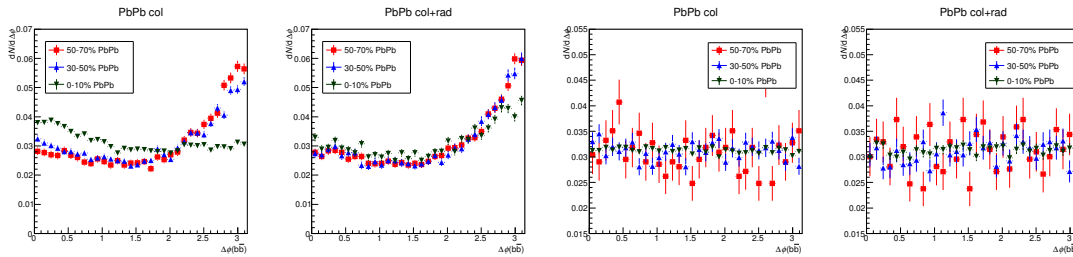 PbPb col
dN/d Δφ
0.07
0.06
0.05
0.04
0.03
0.02
0.01
0
50-70% PbPb
30-50% PbPb
0-10% PbPb
0 0.5 1 1.5 2 2.5 3
Δφ(bb̅)
PbPb col+rad
dN/d Δφ
0.07
0.06
0.05
0.04
0.03
0.02
0.01
0
50-70% PbPb
30-50% PbPb
0-10% PbPb
0 0.5 1 1.5 2 2.5 3
Δφ(bb̅)
PbPb col
dN/d Δφ
0.055
0.05
0.045
0.04
0.035
0.03
0.025
0.02
0.015
50-70% PbPb
30-50% PbPb
0-10% PbPb
0 0.5 1 1.5 2 2.5 3
Δφ(bb̅)
PbPb col+rad
dN/d Δφ
0.055
0.05
0.045
0.04
0.035
0.03
0.025
0.02
0.015
50-70% PbPb
30-50% PbPb
0-10% PbPb
0 0.5 1 1.5 2 2.5 3
Δφ(bb̅)